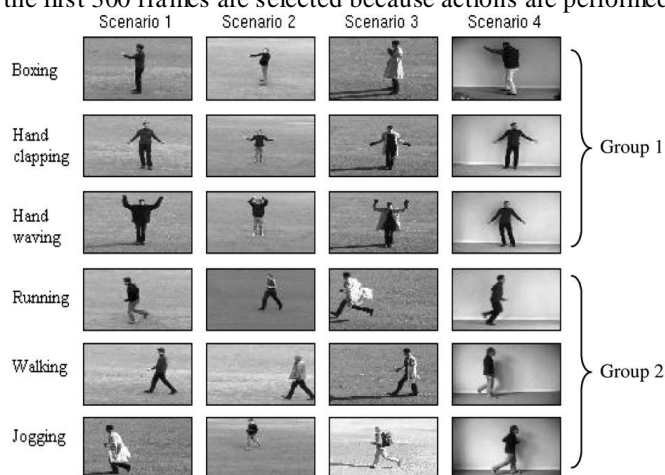 the first 300 frames are selected because actions are performed
Scenario 1 Scenario 2 Scenario 3 Scenario 4
Boxing
Hand
clapping
Group 1
Hand
waving
Running
Walking
Group 2
Jogging